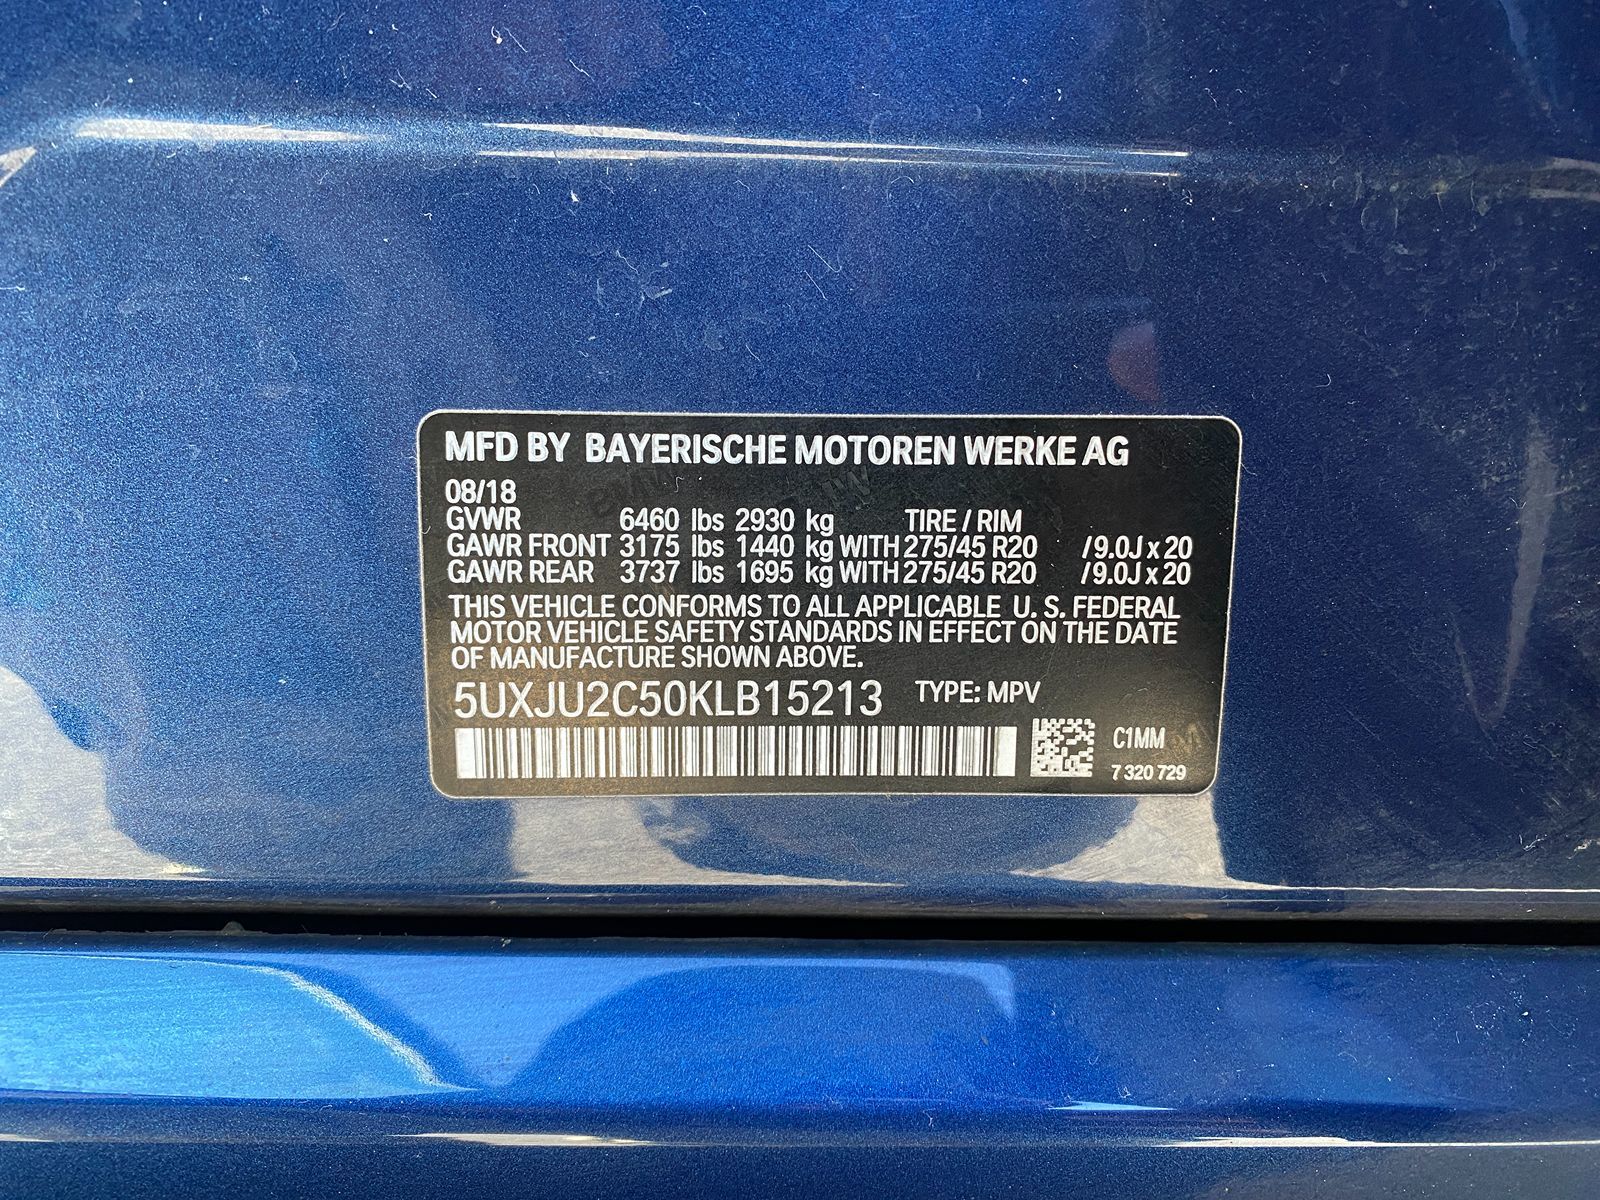 MFD BY BAYERISCHE MOTOREN WERKE AG
08/18
GVWR 6460 lbs 2930 kg TIRE / RIM
GAWR FRONT 3175 lbs 1440 kg WITH 275/45 R20 / 9.0J x 20
GAWR REAR 3737 lbs 1695 kg WITH 275/45 R20 / 9.0J x 20
THIS VEHICLE CONFORMS TO ALL APPLICABLE U. S. FEDERAL
MOTOR VEHICLE SAFETY STANDARDS IN EFFECT ON THE DATE
OF MANUFACTURE SHOWN ABOVE.
5UXJU2C50KLB15213 TYPE: MPV
C1MM
7 320 729